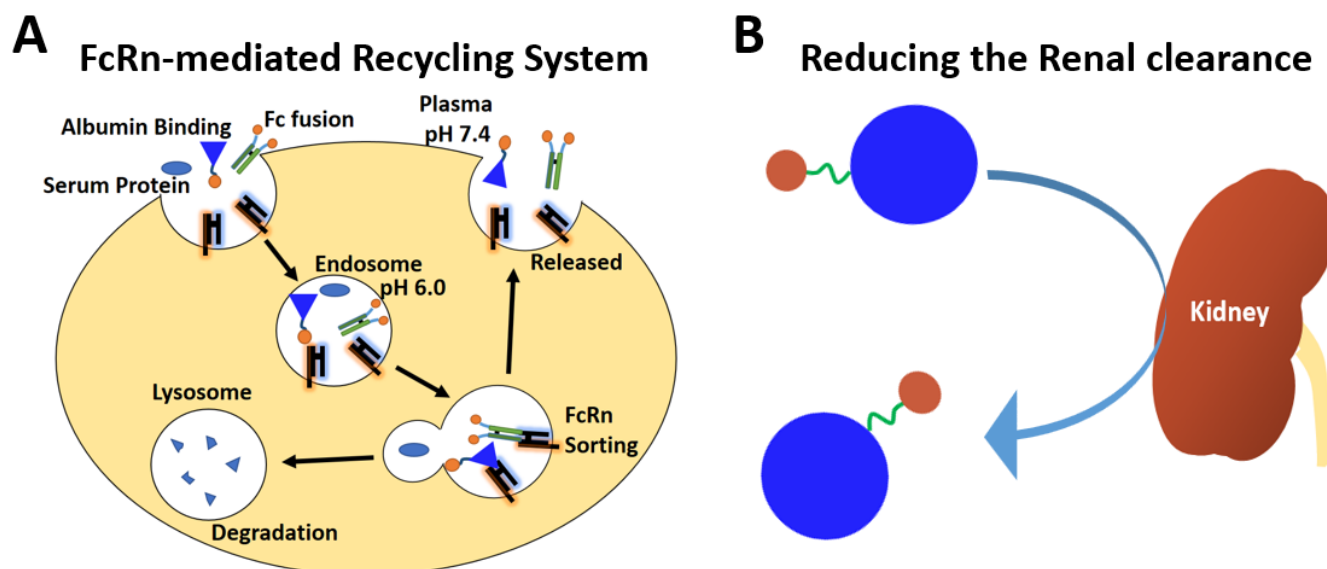 A
FcRn-mediated Recycling System
Albumin Binding
Fc fusion
Serum Protein
Plasma
pH 7.4
Endosome
pH 6.0
Released
Lysosome
FcRn
Sorting
Degradation
B
Reducing the Renal clearance
Kidney